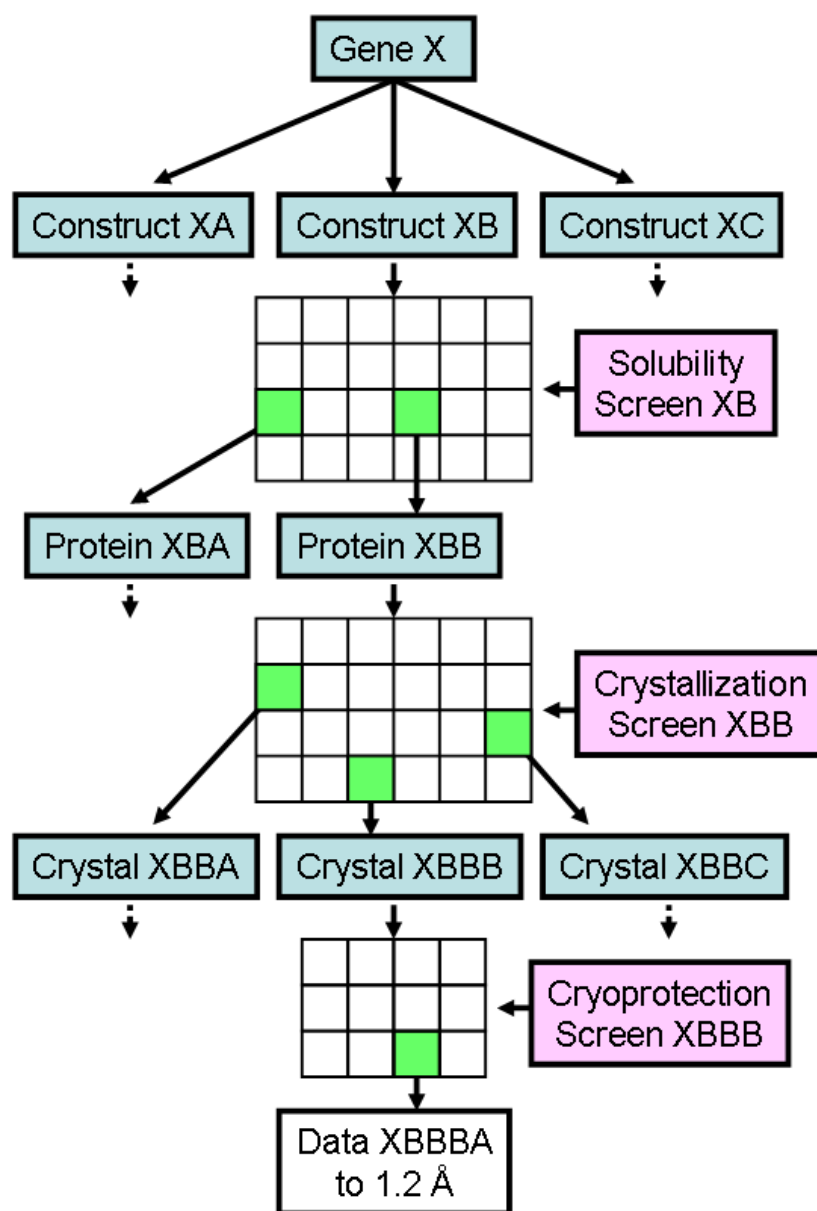 Gene X
Construct XA
Construct XB
Construct XC
Solubility
Screen XB
Protein XBA
Protein XBB
Crystallization
Screen XBB
Crystal XBBA
Crystal XBBB
Crystal XBBC
Cryoprotection
Screen XBBB
Data XBBBA
to 1.2 Å